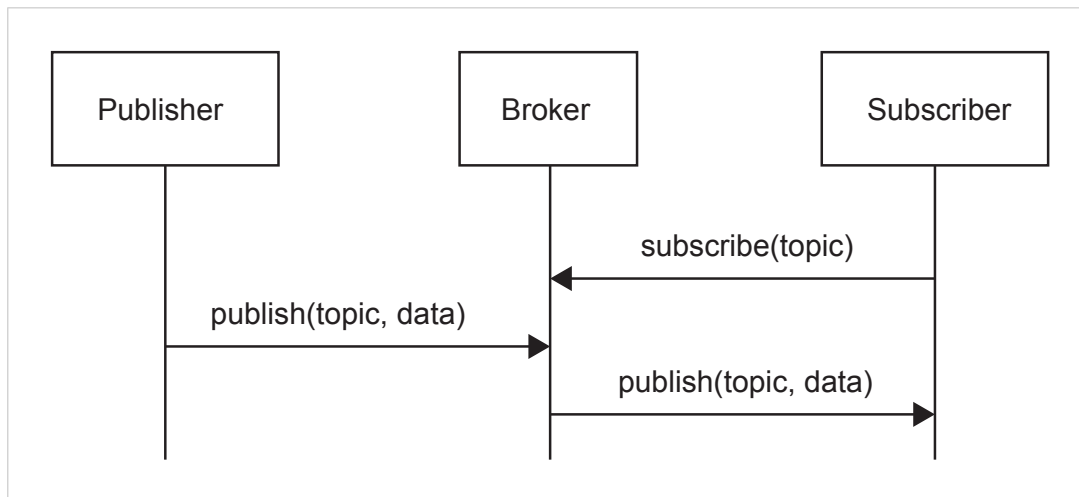 Publisher
Broker
Subscriber
subscribe(topic)
publish(topic, data)
publish(topic, data)